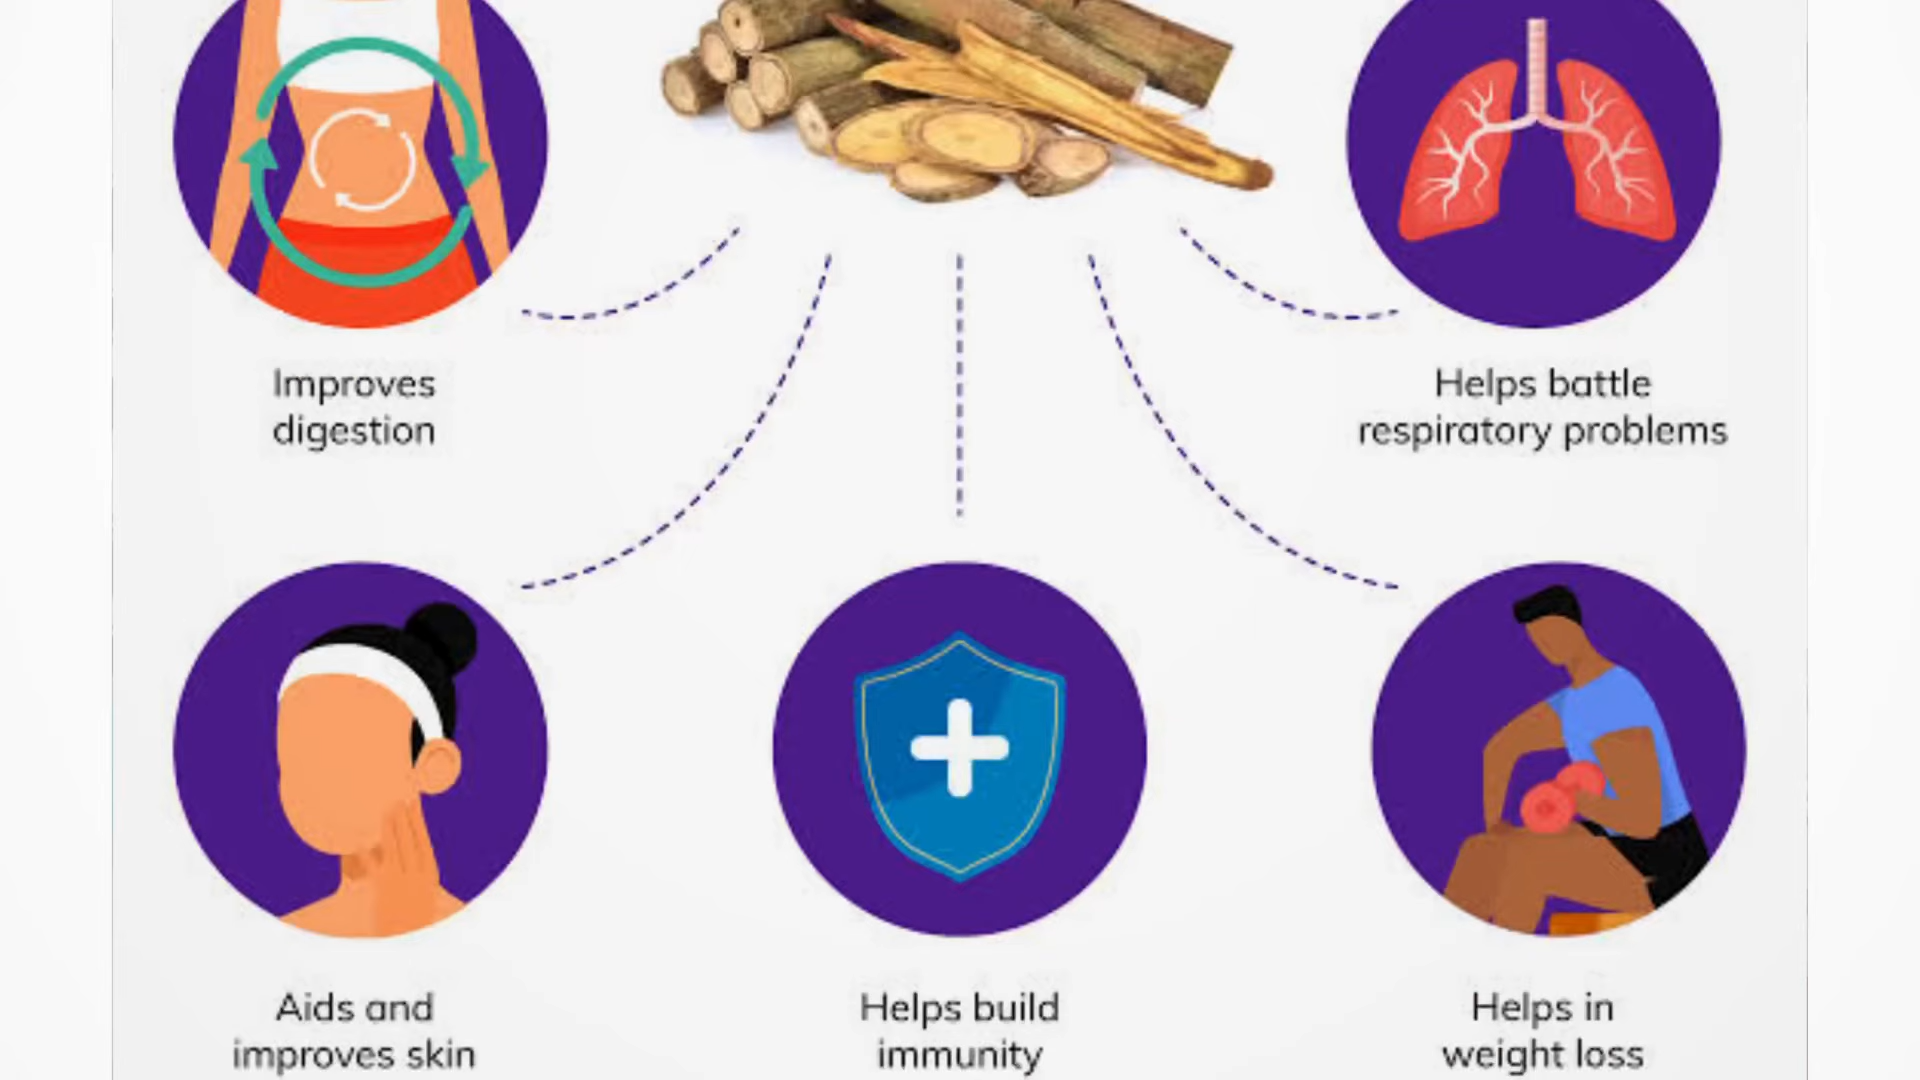 Improves
digestion
Helps battle
respiratory problems
Aids and
improves skin
Helps build
immunity
Helps in
weight loss